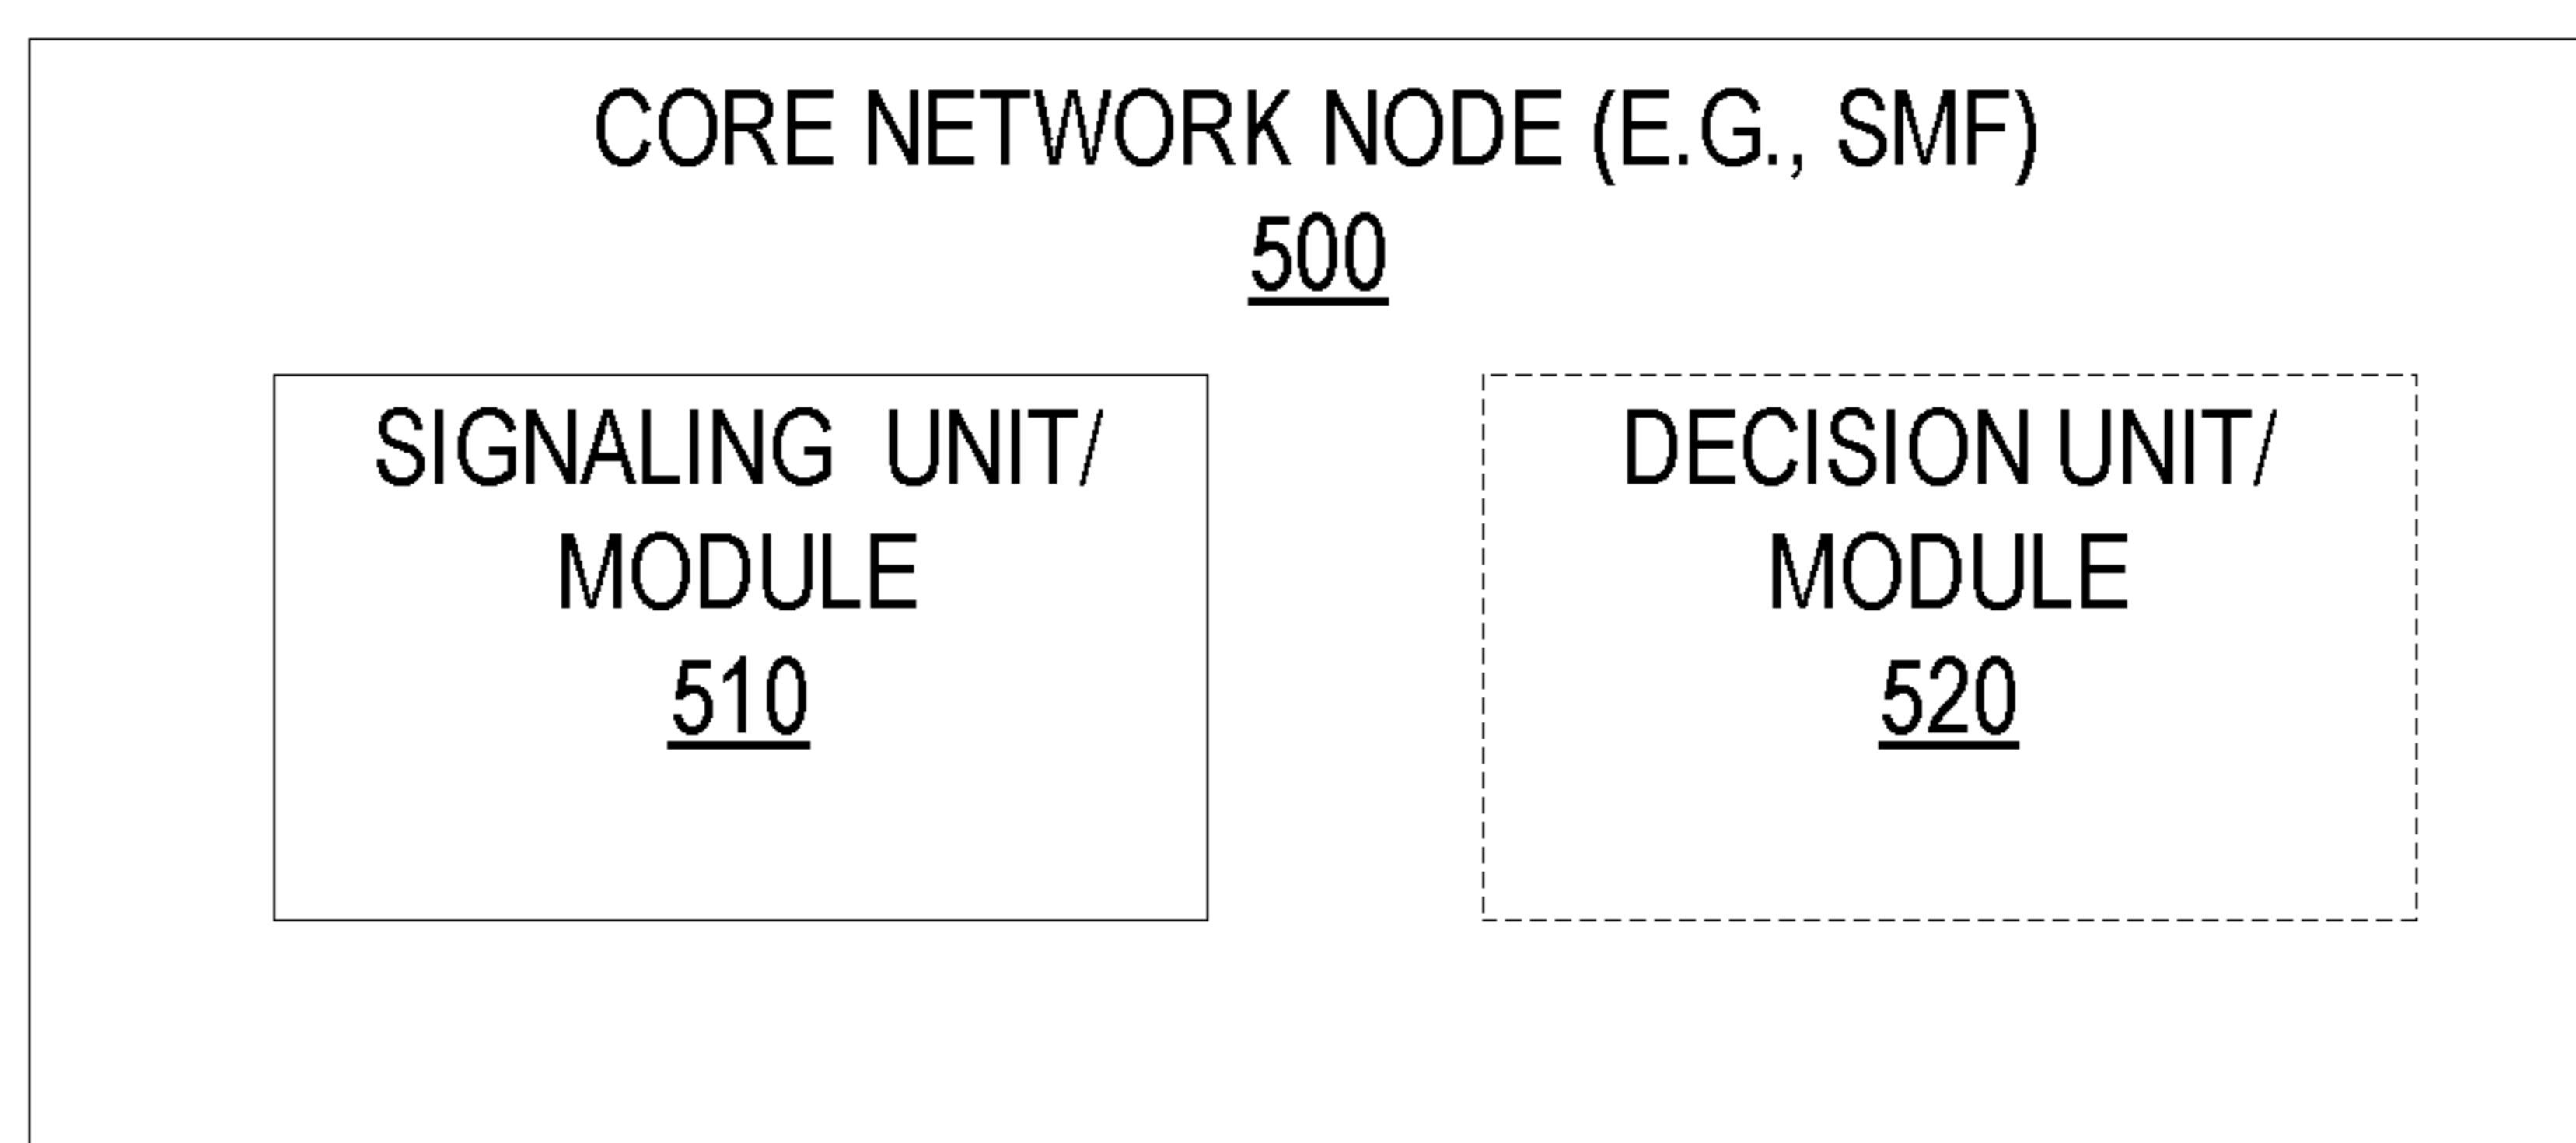 CORE NETWORK NODE (E.G., SMF)
500
SIGNALING UNIT/
MODULE
510
DECISION UNIT/
MODULE
520